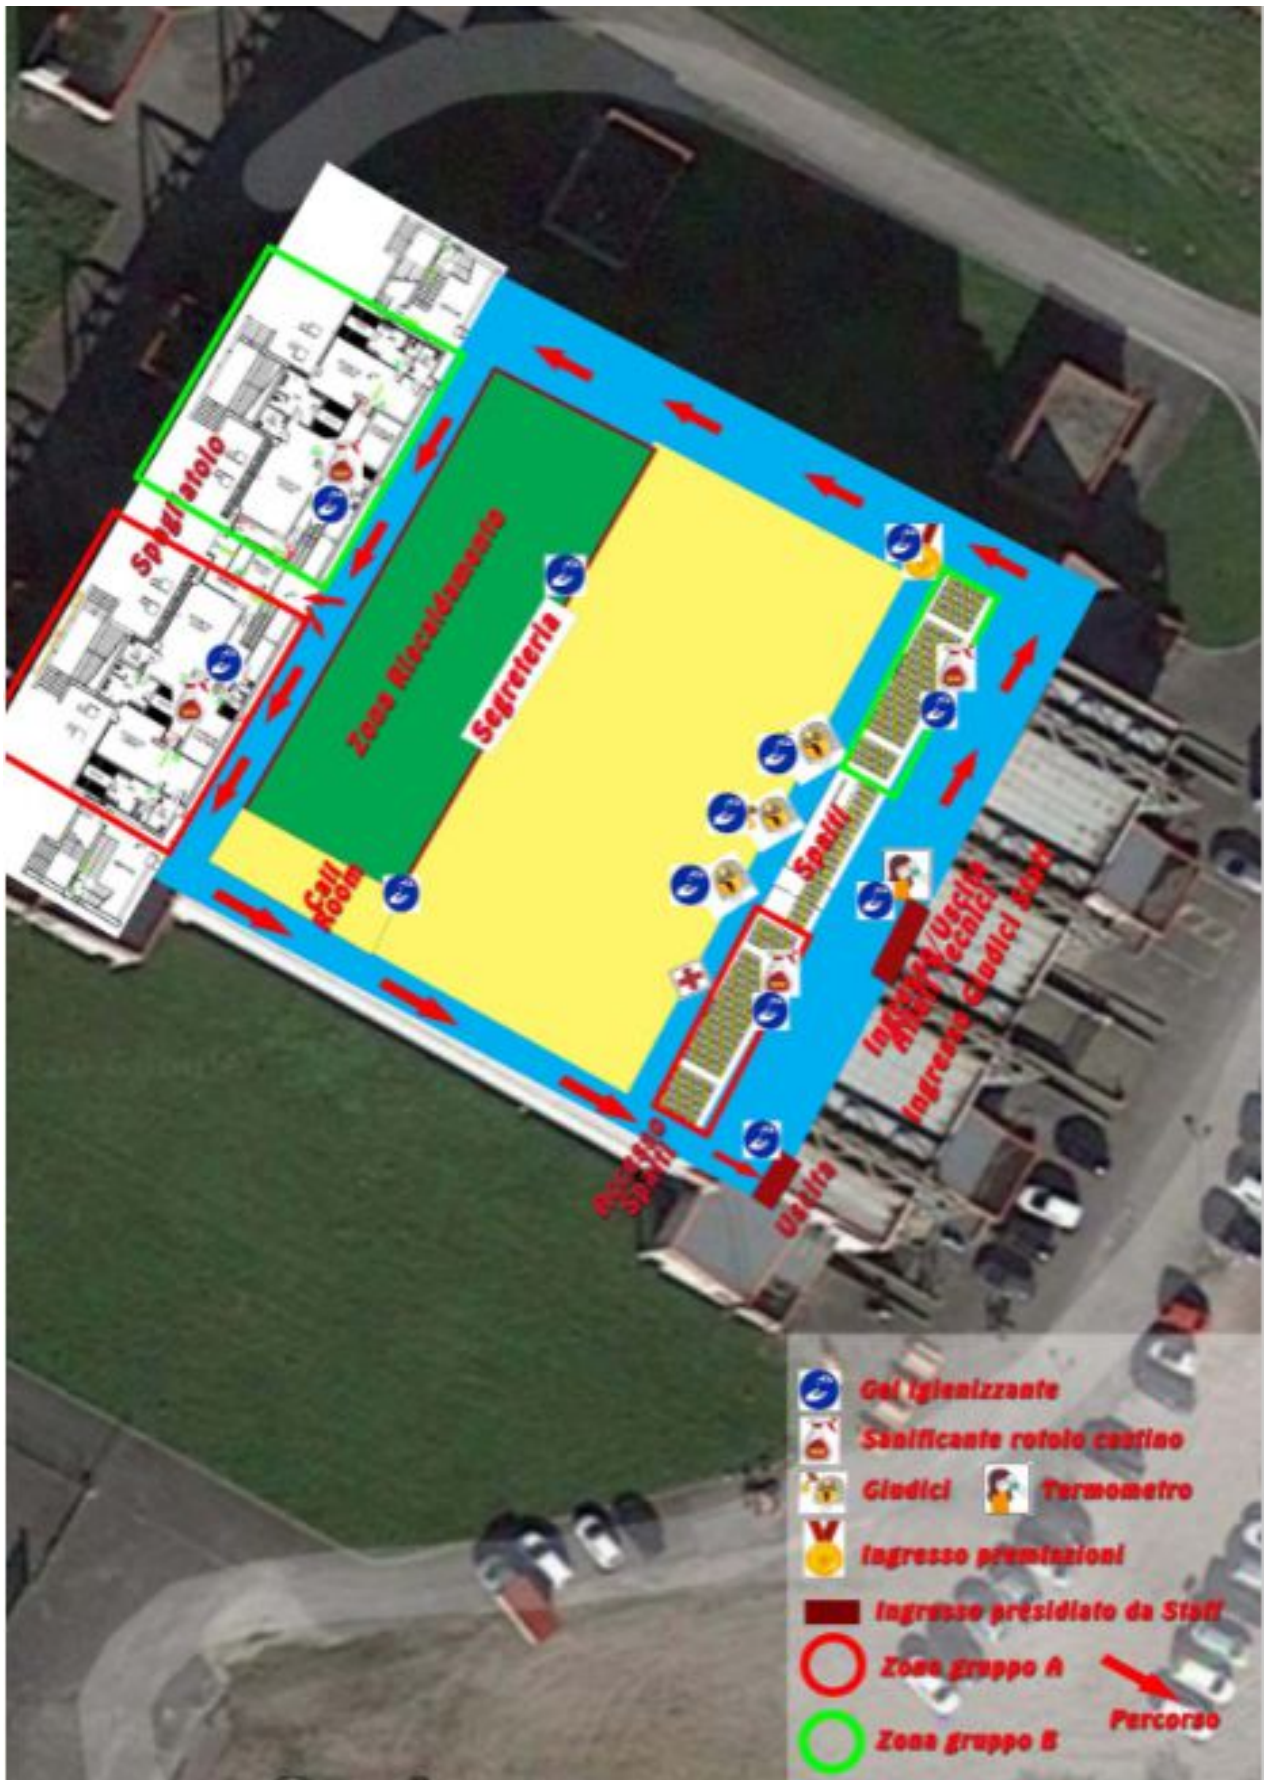 Spogliatoio
Zona Riscaldamento
Segreteria
Call
Room
Spalti
Ingresso/Uscita
Atleti Tecnici
Ingresso Giudici Staff
Accesso
Spalti
Uscita
Gel igienizzante
Sanificante rotolo cestino
Giudici
Termometro
Ingresso premiazioni
Ingresso presidiato da Staff
Zona gruppo A
Percorso
Zona gruppo B